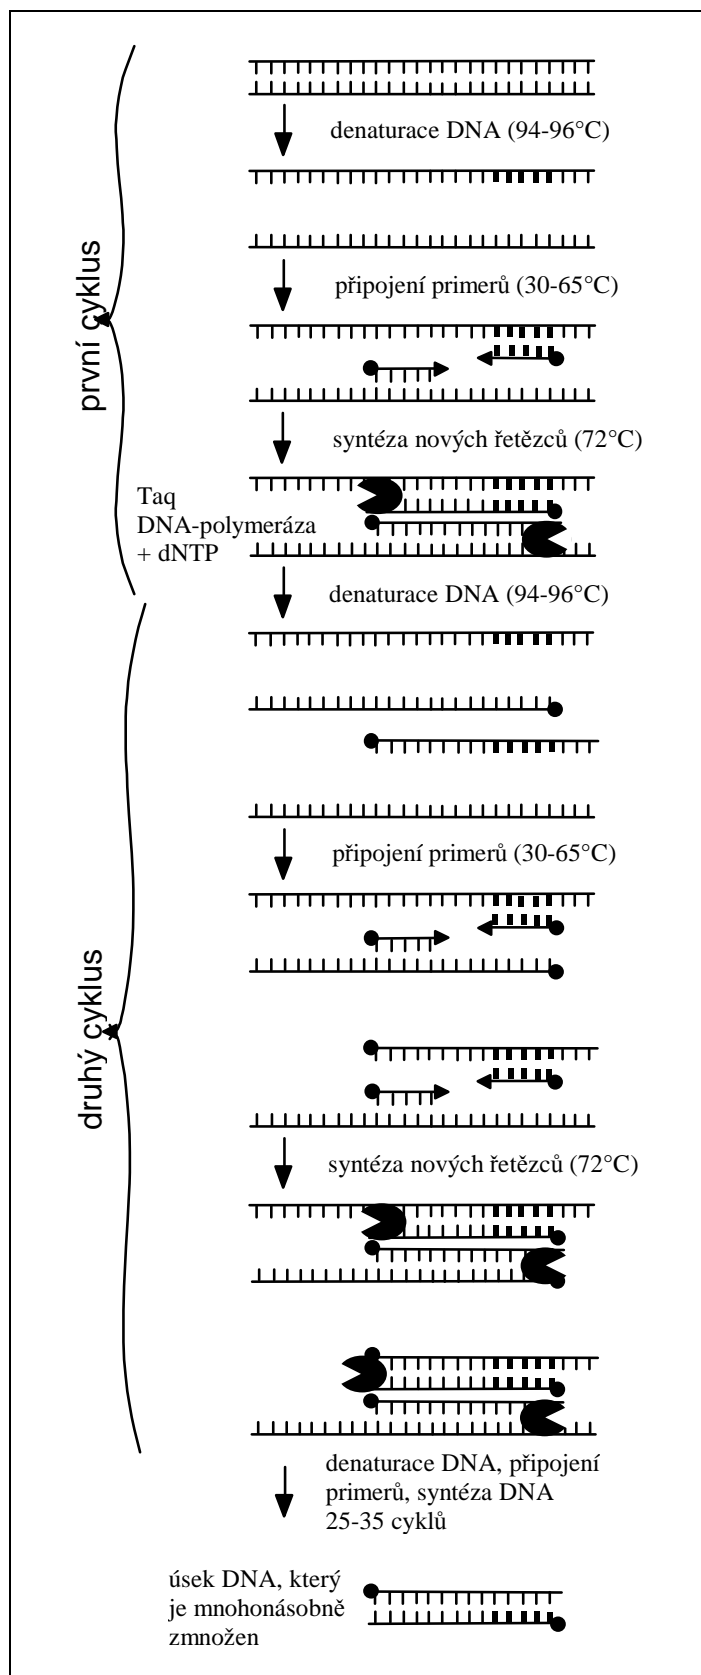 první cyklus
denaturace DNA (94-96°C)
připojení primerů (30-65°C)
syntéza nových řetězců (72°C)
Taq
DNA-polymeráza
+ dNTP
denaturace DNA (94-96°C)
druhý cyklus
připojení primerů (30-65°C)
syntéza nových řetězců (72°C)
denaturace DNA, připojení
primerů, syntéza DNA
25-35 cyklů
úsek DNA, který
je mnohonásobně
zmnožen